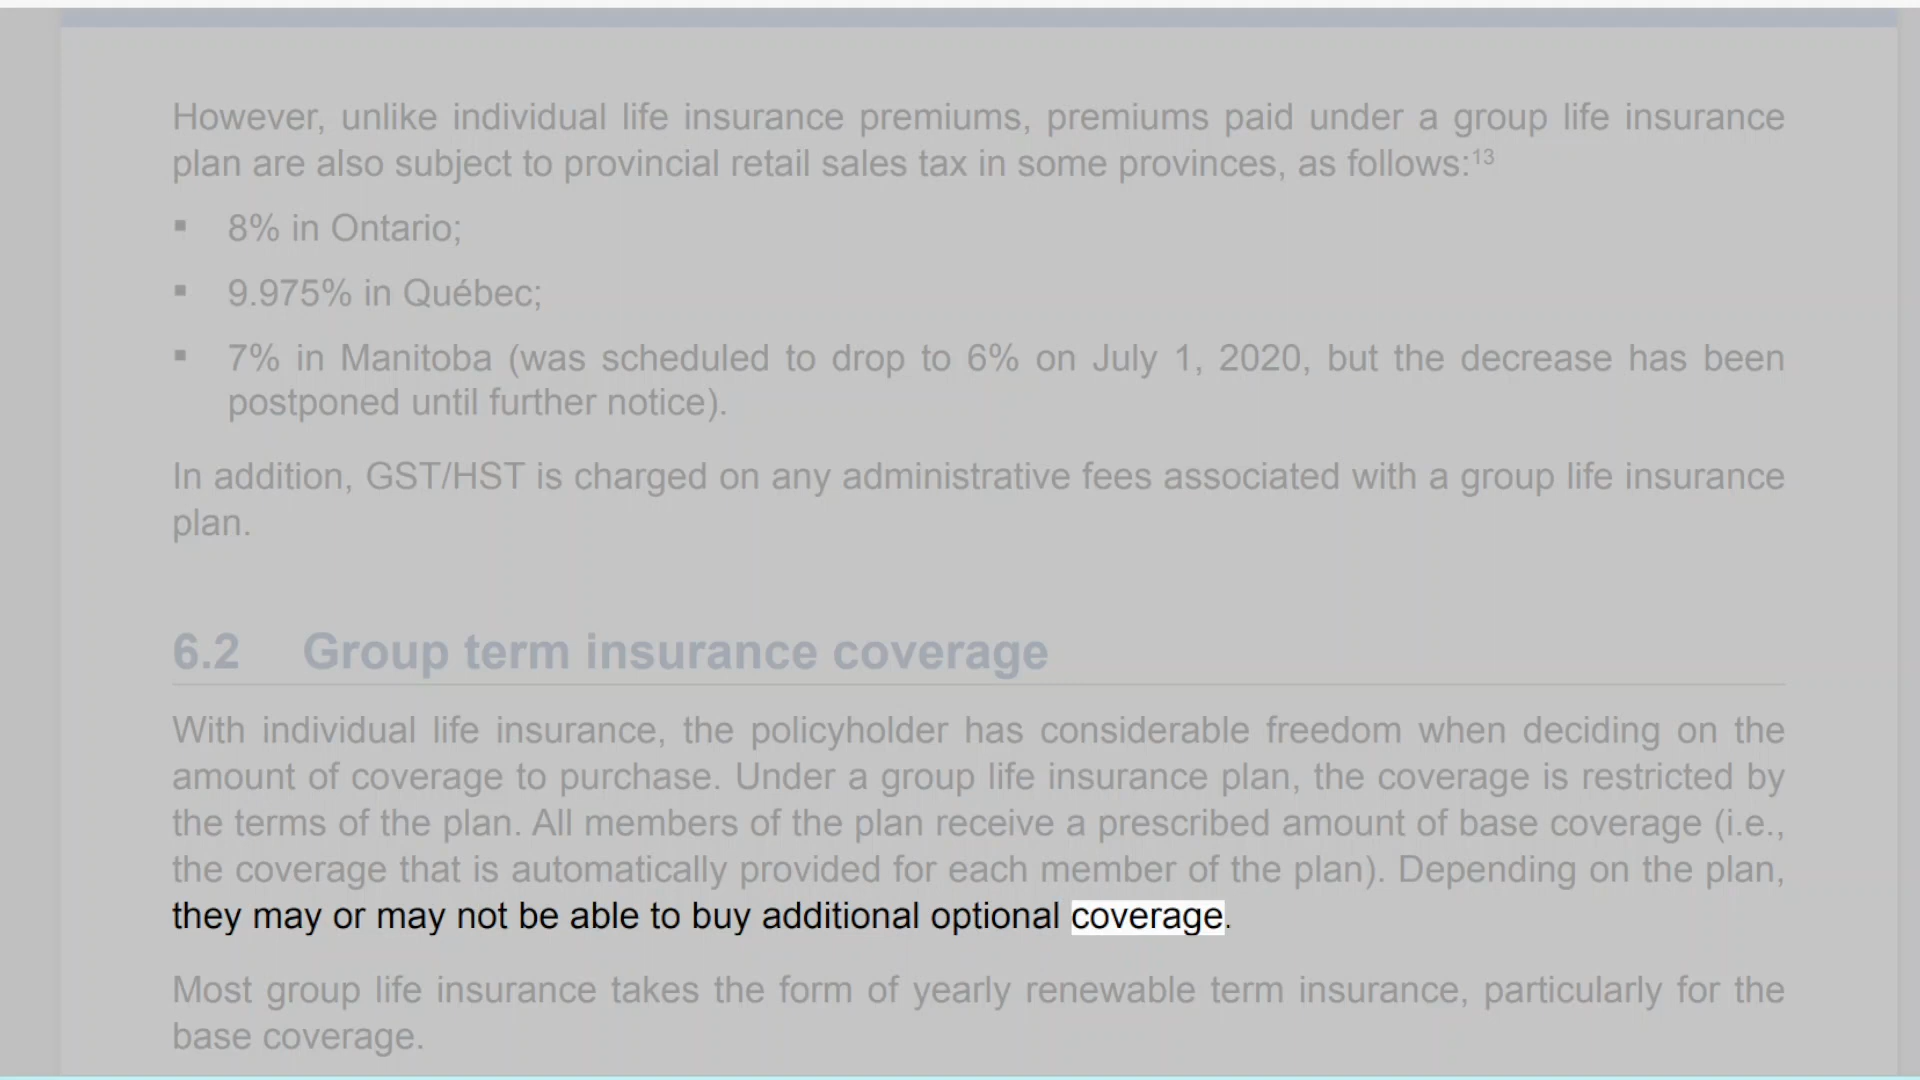 However, unlike individual life insurance premiums, premiums paid under a group life insurance
plan are also subject to provincial retail sales tax in some provinces, as follows:13
▪ 8% in Ontario;
▪ 9.975% in Québec;
▪ 7% in Manitoba (was scheduled to drop to 6% on July 1, 2020, but the decrease has been
postponed until further notice).
In addition, GST/HST is charged on any administrative fees associated with a group life insurance
plan.
6.2 Group term insurance coverage
With individual life insurance, the policyholder has considerable freedom when deciding on the
amount of coverage to purchase. Under a group life insurance plan, the coverage is restricted by
the terms of the plan. All members of the plan receive a prescribed amount of base coverage (i.e.,
the coverage that is automatically provided for each member of the plan). Depending on the plan,
they may or may not be able to buy additional optional coverage.
Most group life insurance takes the form of yearly renewable term insurance, particularly for the
base coverage.